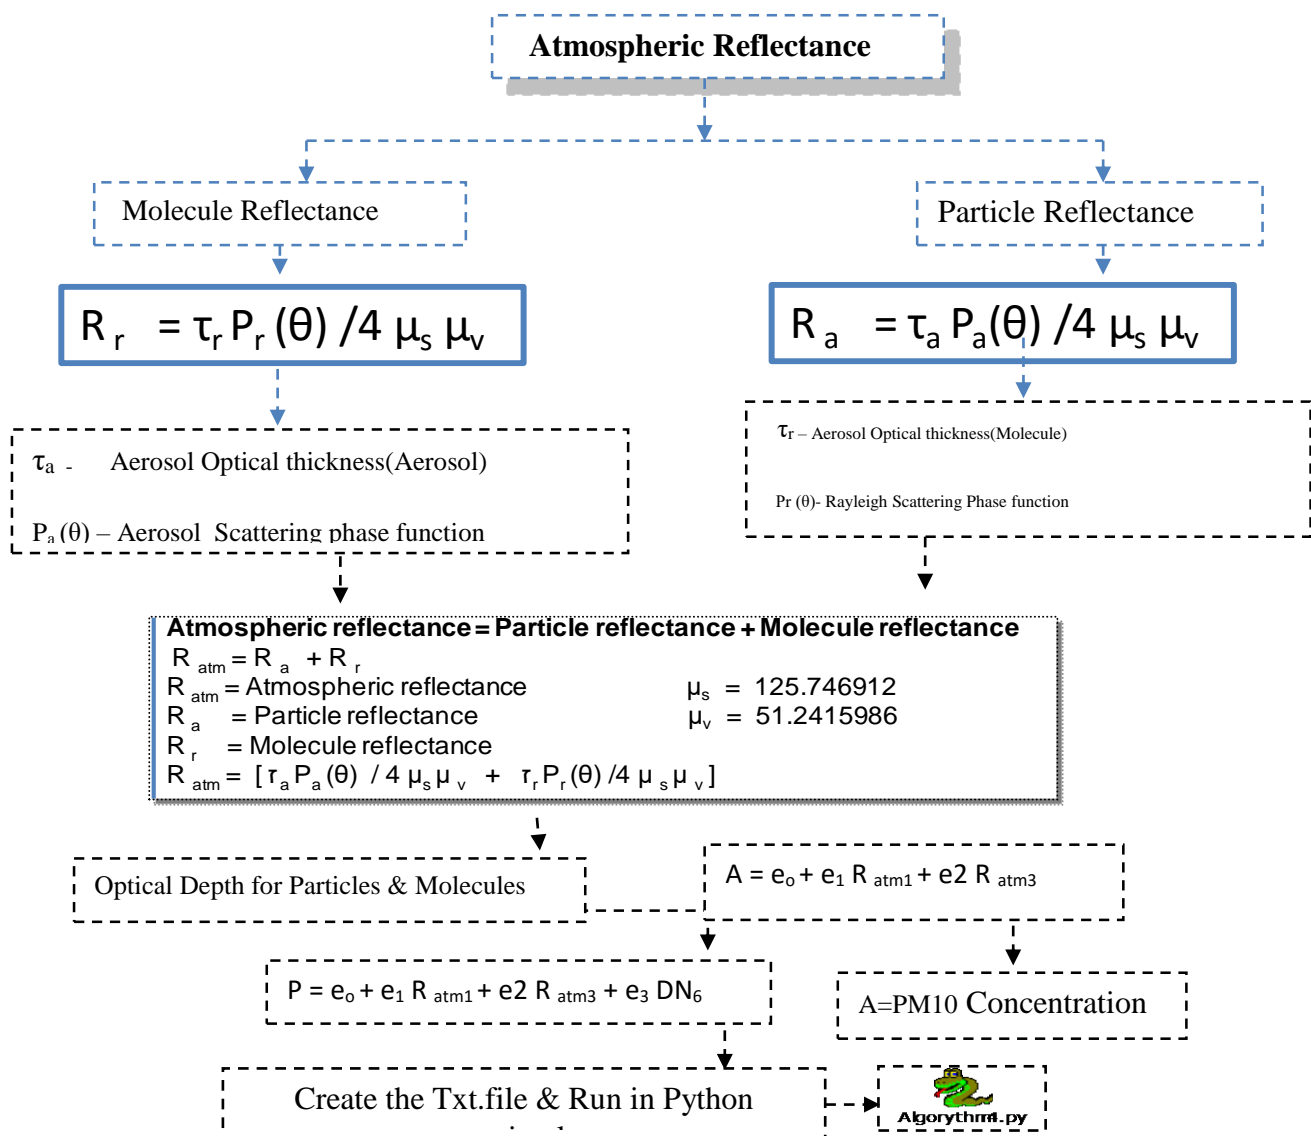 Atmospheric Reflectance
Molecule Reflectance
Particle Reflectance
R r = τr Pr (θ) /4 μs μv
R a = τa Pa(θ) /4 μs μv
τa - Aerosol Optical thickness(Aerosol)
Pa (θ) – Aerosol Scattering phase function
τr – Aerosol Optical thickness(Molecule)
Pr (θ)- Rayleigh Scattering Phase function
Atmospheric reflectance = Particle reflectance + Molecule reflectance
R atm = R a + R r
R atm = Atmospheric reflectance μs = 125.746912
R a = Particle reflectance μv = 51.2415986
R r = Molecule reflectance
R atm = [ τa Pa (θ) / 4 μs μ v + τr Pr (θ) /4 μ s μ v ]
Optical Depth for Particles & Molecules
A = eo + e1 R atm1 + e2 R atm3
P = eo + e1 R atm1 + e2 R atm3 + e3 DN6
A=PM10 Concentration
Create the Txt.file & Run in Python
Algorythm4.py